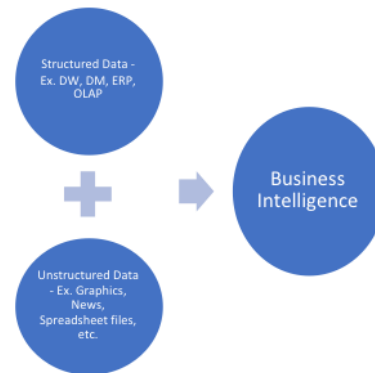 Structured Data -
Ex. DW, DM, ERP,
OLAP
Business
Intelligence
Unstructured Data
- Ex. Graphics,
News,
Spreadsheet files,
etc.